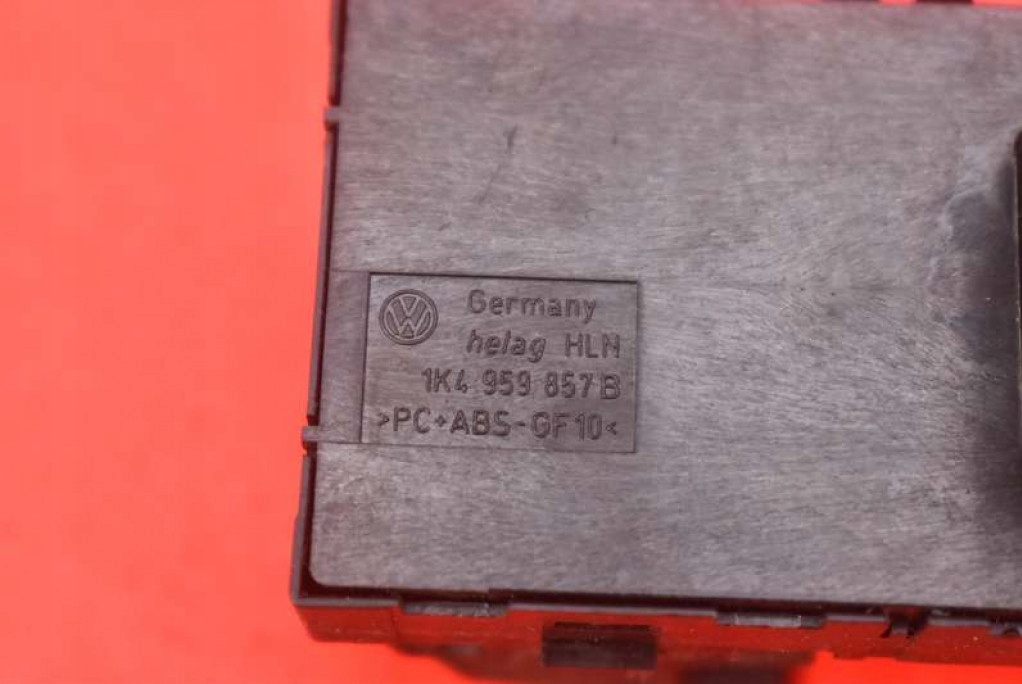 Germany
helag HLN
1K4 959 857 B
>PC+ABS-GF10<